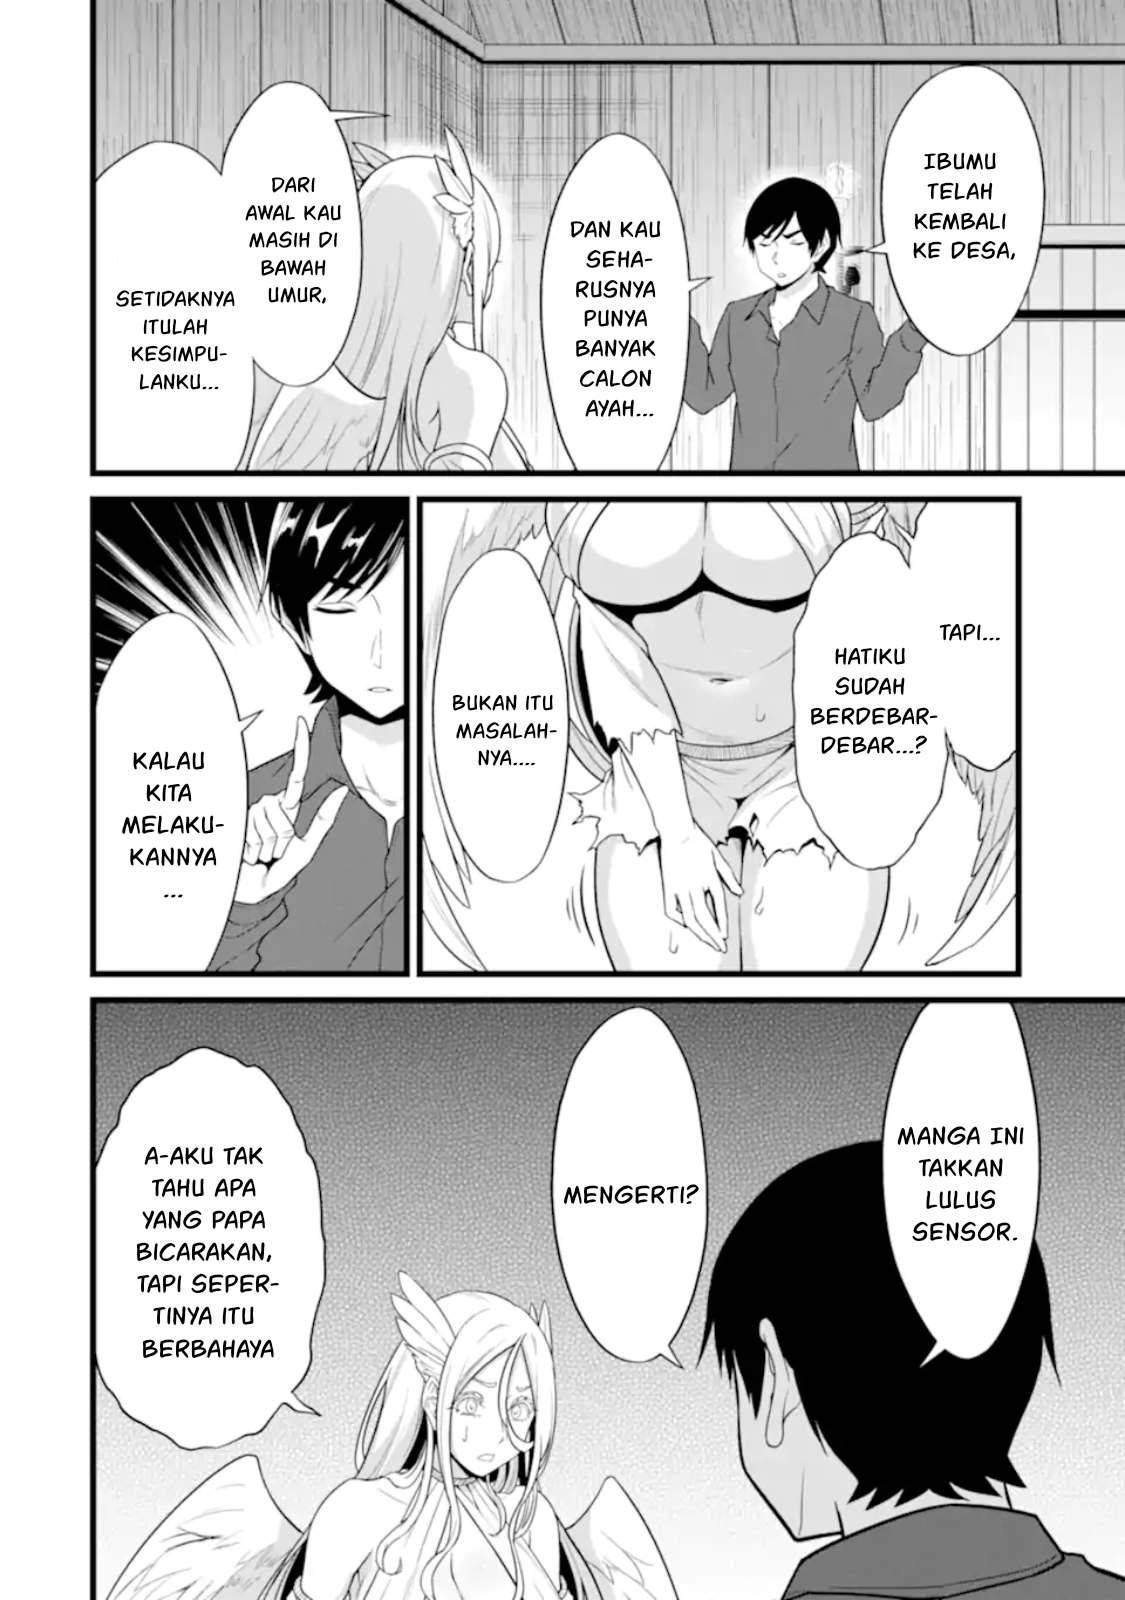 IBUMU
TELAH
KEMBALI
KE DESA,
DAN KAU
SEHA-
RUSNYA
PUNYA
BANYAK
CALON
AYAH...
DARI
AWAL KAU
MASIH DI
BAWAH
UMUR,
SETIDAKNYA
ITULAH
KESIMPU-
LANKU...
TAPI...
HATIKU
SUDAH
BERDEBAR-
DEBAR...?
BUKAN ITU
MASALAH-
NYA....
KALAU
KITA
MELAKU-
KANNYA
...
MANGA INI
TAKKAN
LULUS
SENSOR.
MENGERTI?
A-AKU TAK
TAHU APA
YANG PAPA
BICARAKAN,
TAPI SEPER-
TINYA ITU
BERBAHAYA